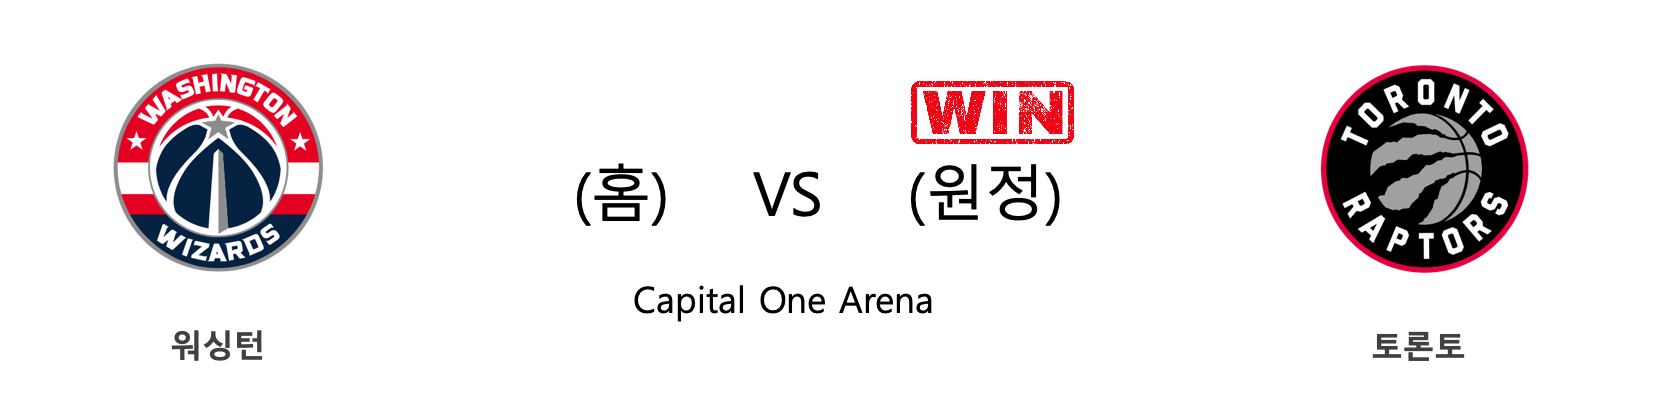 WASHINGTON
WIZARDS
워싱턴
WIN
(홈) VS (원정)
Capital One Arena
TORONTO
RAPTORS
토론토